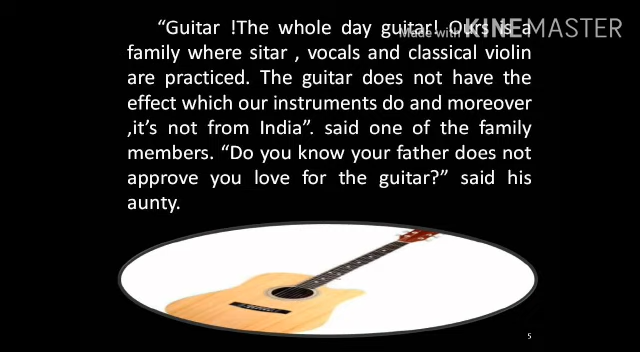 “Guitar !The whole day guitar! Ours is a
family where sitar , vocals and classical violin
are practiced. The guitar does not have the
effect which our instruments do and moreover
,it’s not from India”. said one of the family
members. “Do you know your father does not
approve you love for the guitar?” said his
aunty.
Made with KINEMASTER
5